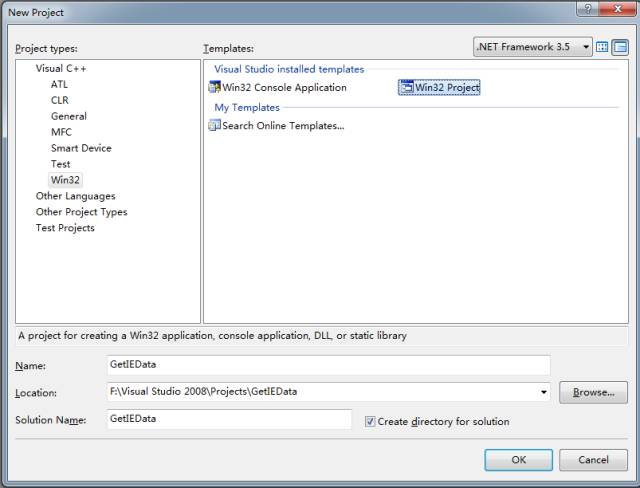 New Project
Project types:
Templates:
.NET Framework 3.5
Visual C++
ATL
CLR
General
MFC
Smart Device
Test
Win32
Other Languages
Other Project Types
Test Projects
Visual Studio installed templates
Win32 Console Application
Win32 Project
My Templates
Search Online Templates...
A project for creating a Win32 application, console application, DLL, or static library
Name:
GetIEData
Location:
F:\Visual Studio 2008\Projects\GetIEData
Browse...
Solution Name:
GetIEData
Create directory for solution
OK
Cancel